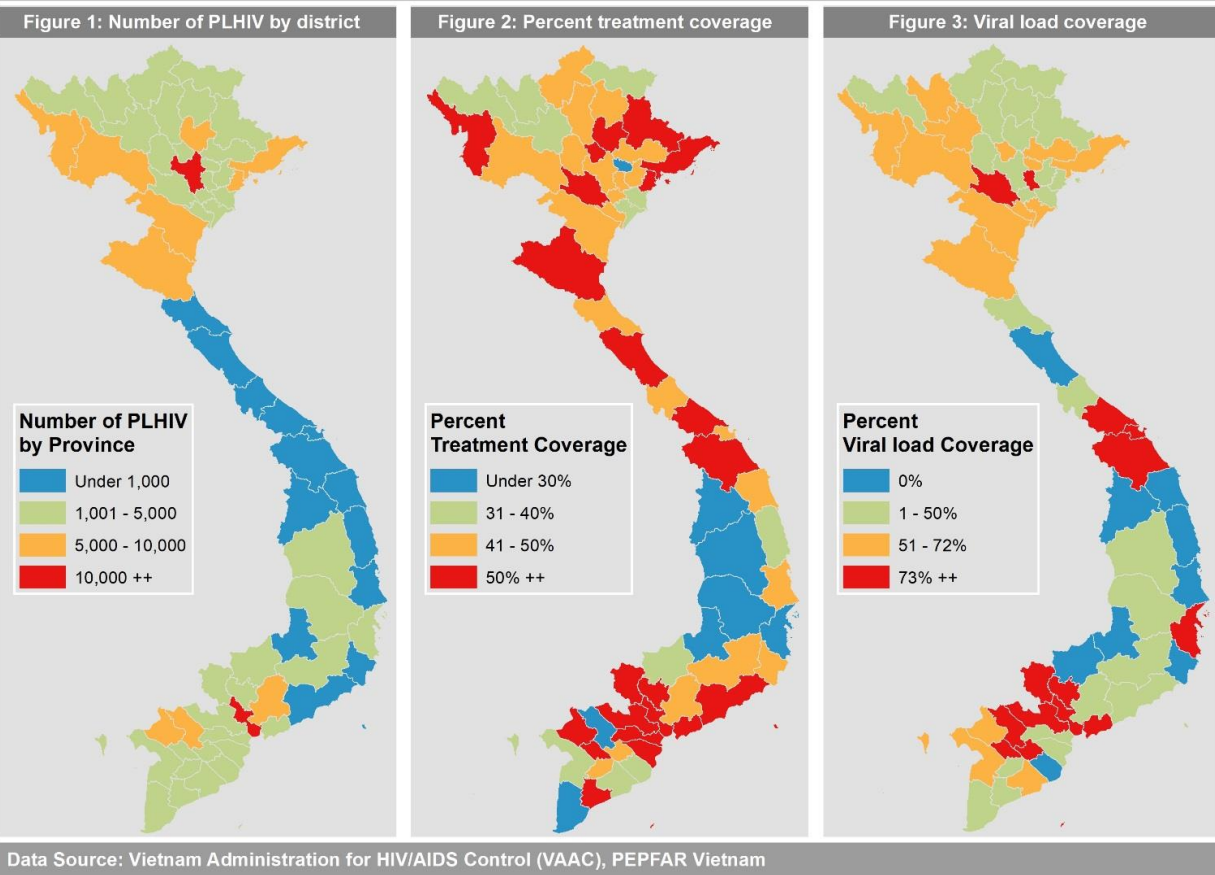 Figure 1: Number of PLHIV by district
Figure 2: Percent treatment coverage
Figure 3: Viral load coverage
Number of PLHIV
by Province
Under 1,000
1,001 - 5,000
5,000 - 10,000
10,000 ++
Percent
Treatment Coverage
Under 30%
31 - 40%
41 - 50%
50% ++
Percent
Viral load Coverage
0%
1 - 50%
51 - 72%
73% ++
Data Source: Vietnam Administration for HIV/AIDS Control (VAAC), PEPFAR Vietnam